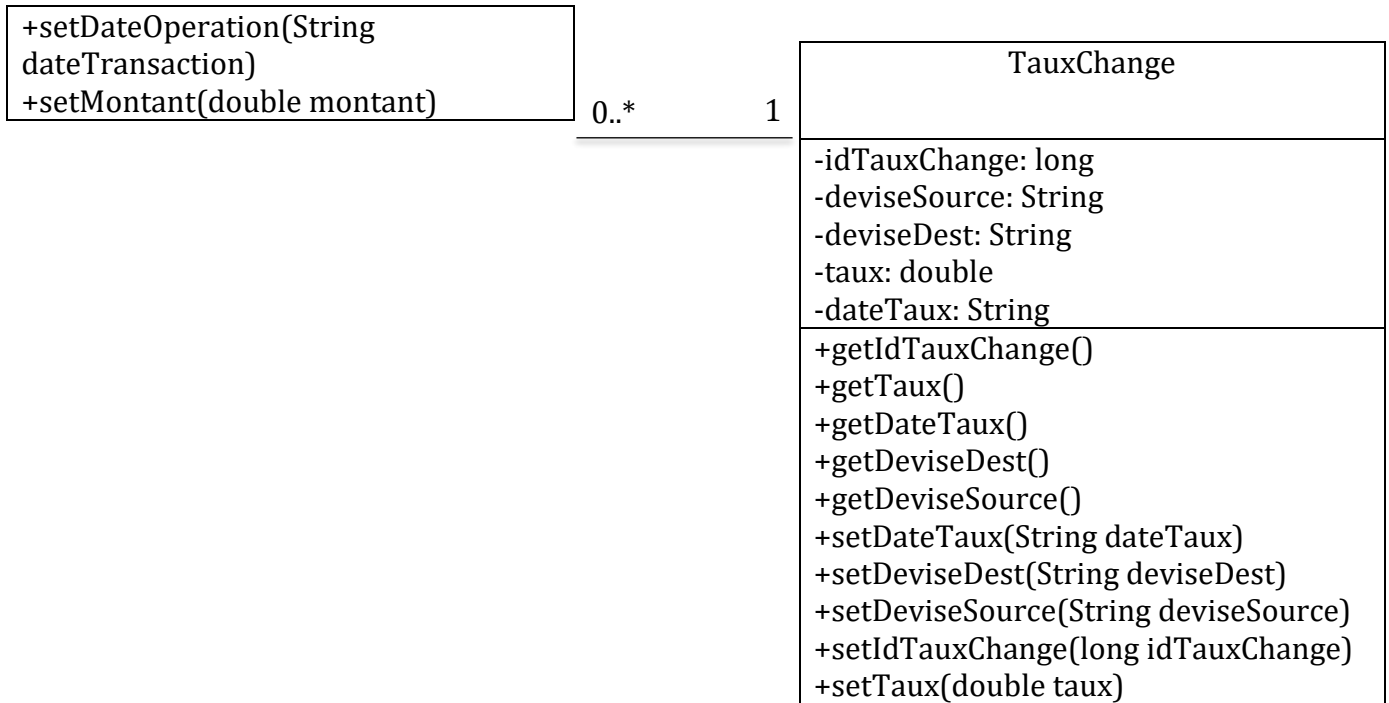 +setDateOperation(String
dateTransaction)
+setMontant(double montant)
0..*
1
TauxChange
-idTauxChange: long
-deviseSource: String
-deviseDest: String
-taux: double
-dateTaux: String
+getIdTauxChange()
+getTaux()
+getDateTaux()
+getDeviseDest()
+getDeviseSource()
+setDateTaux(String dateTaux)
+setDeviseDest(String deviseDest)
+setDeviseSource(String deviseSource)
+setIdTauxChange(long idTauxChange)
+setTaux(double taux)